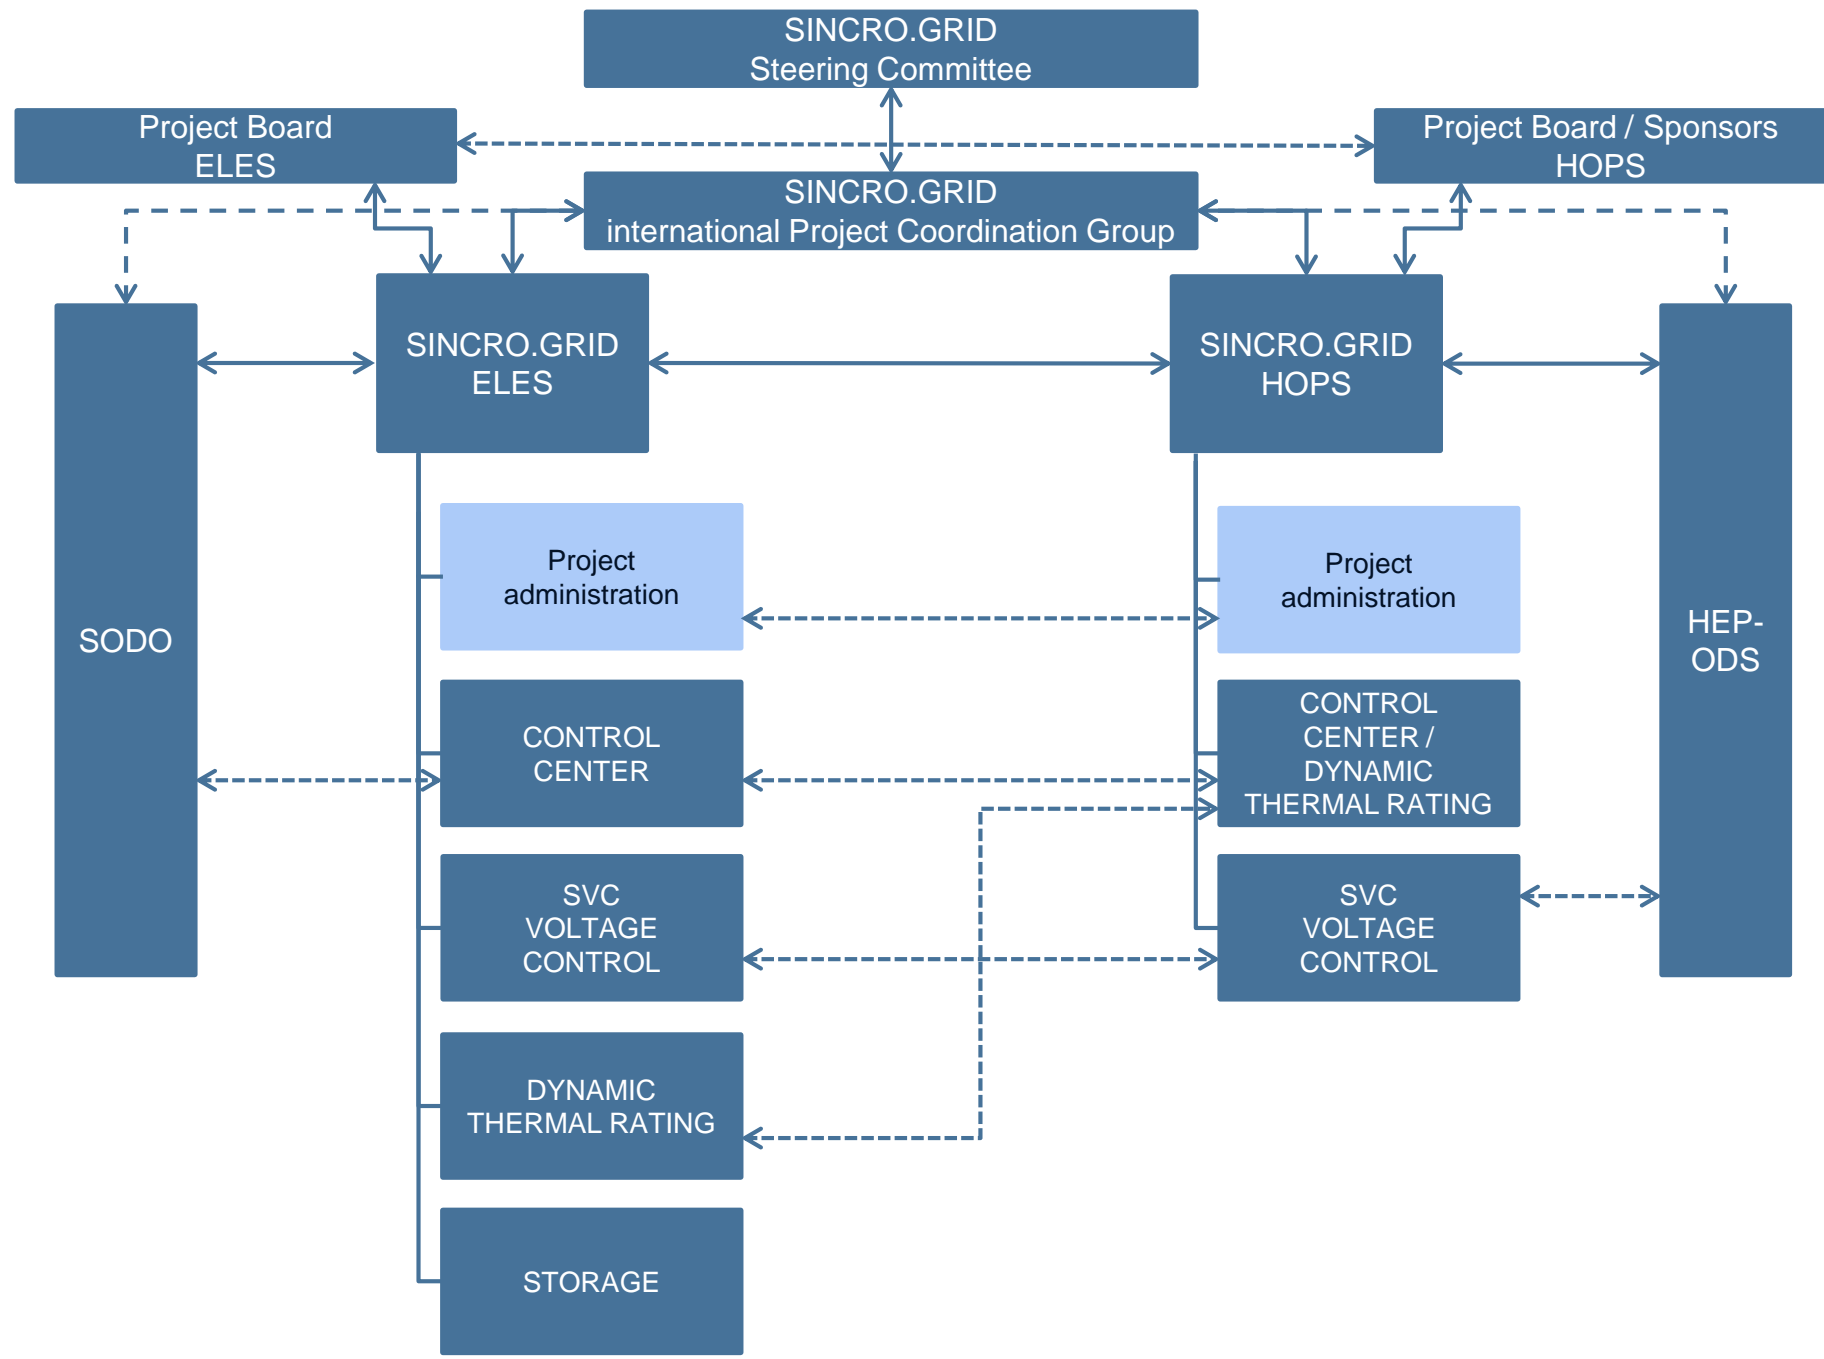 SINCRO.GRID
Steering Committee
Project Board
ELES
Project Board / Sponsors
HOPS
SINCRO.GRID
international Project Coordination Group
SINCRO.GRID
ELES
SINCRO.GRID
HOPS
SODO
HEP-
ODS
Project
administration
Project
administration
CONTROL
CENTER
CONTROL
CENTER /
DYNAMIC
THERMAL RATING
SVC
VOLTAGE
CONTROL
SVC
VOLTAGE
CONTROL
DYNAMIC
THERMAL RATING
STORAGE